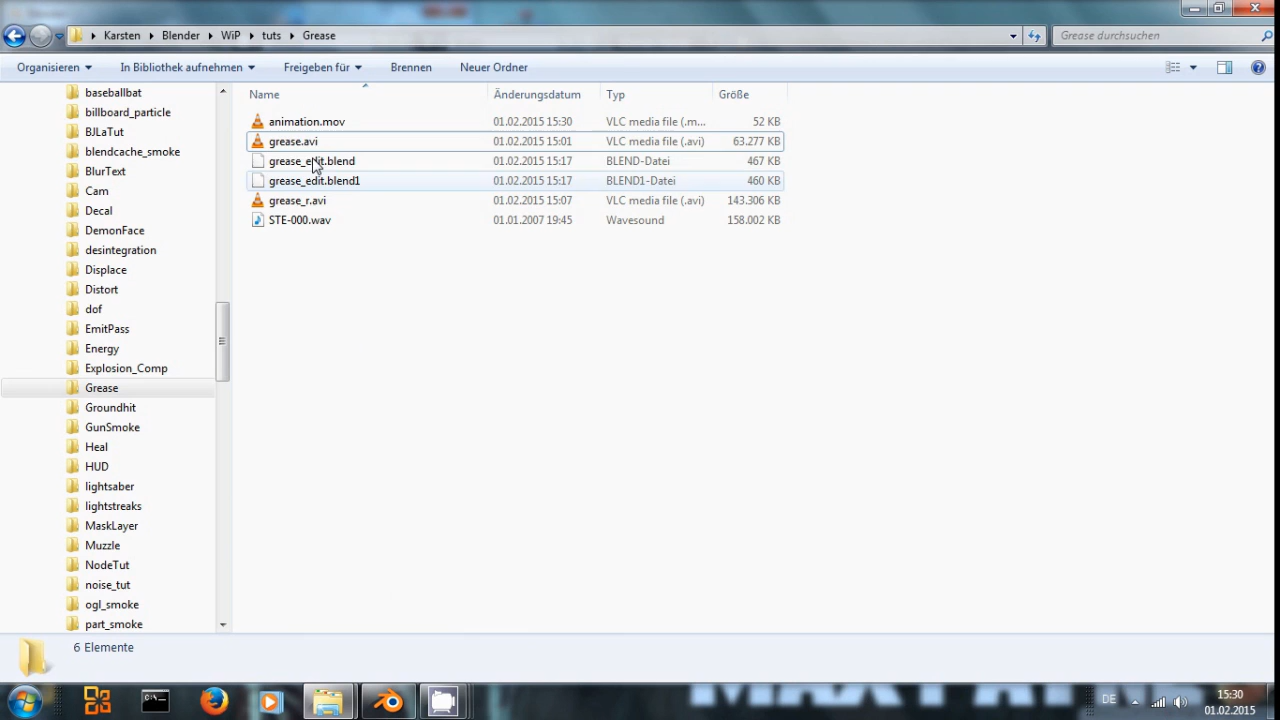 Karsten Blender WiP tuts Grease
Grease durchsuchen
Organisieren In Bibliothek aufnehmen Freigeben für Brennen Neuer Ordner
Name Änderungsdatum Typ Größe
baseballbat
billboard_particle
BJLaTut
blendcache_smoke
BlurText
Cam
Decal
DemonFace
desintegration
Displace
Distort
dof
EmitPass
Energy
Explosion_Comp
Grease
Groundhit
GunSmoke
Heal
HUD
lightsaber
lightstreaks
MaskLayer
Muzzle
NodeTut
noise_tut
ogl_smoke
part_smoke
animation.mov 01.02.2015 15:30 VLC media file (.m... 52 KB
grease.avi 01.02.2015 15:01 VLC media file (.avi) 63.277 KB
grease_edit.blend 01.02.2015 15:17 BLEND-Datei 467 KB
grease_edit.blend1 01.02.2015 15:17 BLEND1-Datei 460 KB
grease_r.avi 01.02.2015 15:07 VLC media file (.avi) 143.306 KB
STE-000.wav 01.01.2007 19:45 Wavesound 158.002 KB
6 Elemente
DE
15:30
01.02.2015